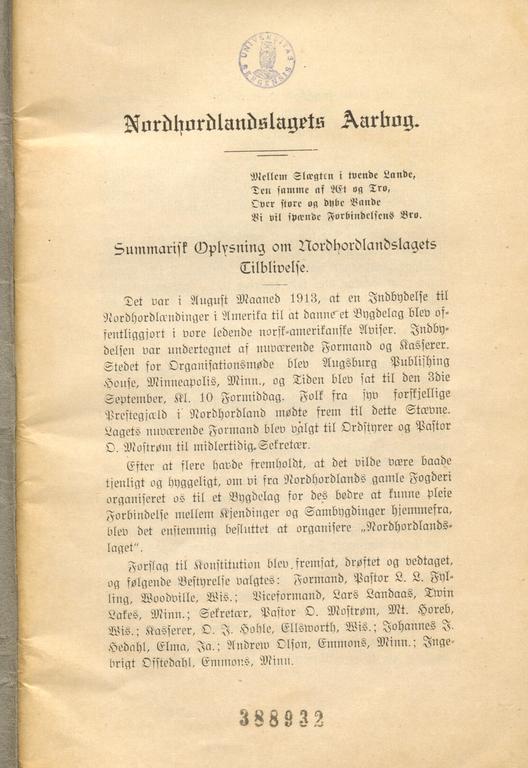 UNIVERSITAS BERGENSIS
Nordhordlandslagets Aarbog.
Mellem Slægten i tvende Lande,
Den samme af Æt og Tro,
Over store og dybe Vande
Vi vil spænde Forbindelsens Bro.
Summarisk Oplysning om Nordhordlandslagets
Tilblivelse.
Det var i August Maaned 1913, at en Indbydelse til
Nordhordlændinger i Amerika til at danne et Bygdelag blev of-
fentliggjort i vore ledende norsk-amerikanske Aviser. Indby-
delsen var undertegnet af nuværende Formand og Kasserer.
Stedet for Organisationsmøde blev Augsburg Publishing
House, Minneapolis, Minn., og Tiden blev sat til den 3die
September, Kl. 10 Formiddag. Folk fra syv forskjellige
Prestegjæld i Nordhordland mødte frem til dette Stævne.
Lagets nuværende Formand blev valgt til Ordstyrer og Pastor
O. Mostrøm til midlertidig Sekretær.
Efter at flere havde fremholdt, at det vilde være baade
tjenligt og hyggeligt, om vi fra Nordhordlands gamle Fogderi
organiseret os til et Bygdelag for des bedre at kunne pleie
Forbindelse mellem Kjendinger og Sambygdinger hjemmefra,
blev det enstemmig besluttet at organisere „Nordhordlands-
laget“.
Forslag til Konstitution blev fremsat, drøftet og vedtaget,
og følgende Bestyrelse valgtes: Formand, Pastor L. L. Fyl-
ling, Woodville, Wis.; Viceformand, Lars Landaas, Twin
Lakes, Minn.; Sekretær, Pastor O. Mostrøm, Mt. Horeb,
Wis.; Kasserer, O. J. Hohle, Ellsworth, Wis.; Johannes J.
Hedahl, Elma, Ia.; Andrew Olson, Emmons, Minn.; Inge-
brigt Offtedahl, Emmons, Minn.
388932